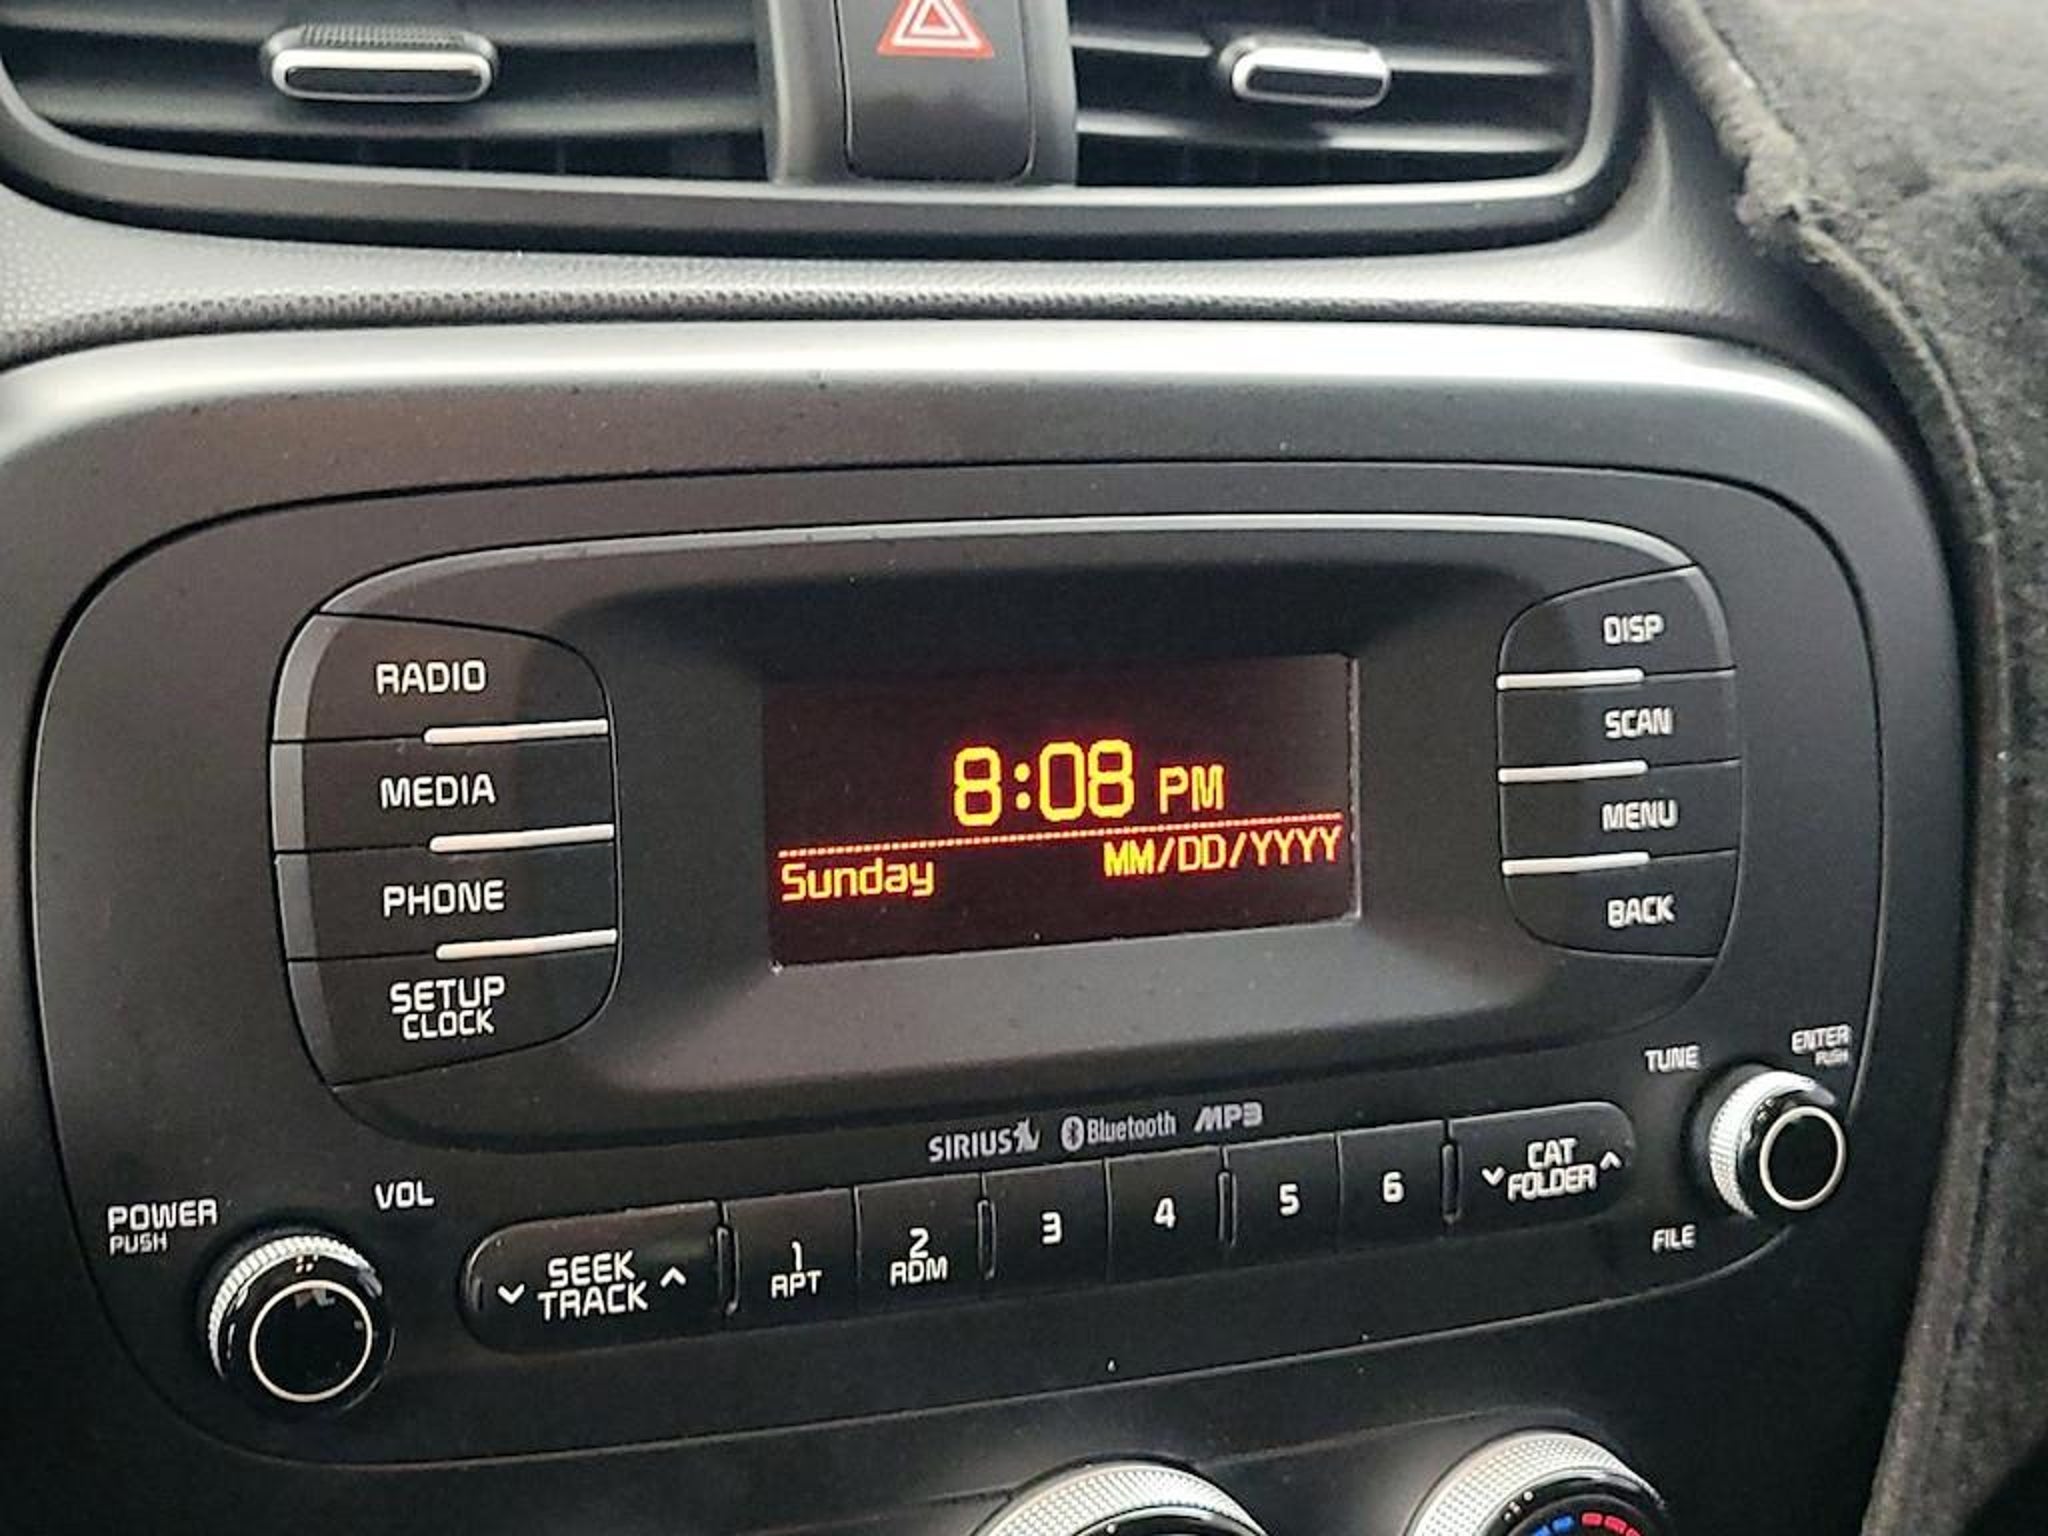 RADIO
MEDIA
PHONE
SETUP
CLOCK
8:08 PM
Sunday MM/DD/YYYY
DISP
SCAN
MENU
BACK
TUNE
ENTER
PUSH
FILE
SIRIUS Bluetooth MP3
POWER
PUSH
VOL
SEEK
TRACK
1
RPT
2
RDM
3
4
5
6
CAT
FOLDER